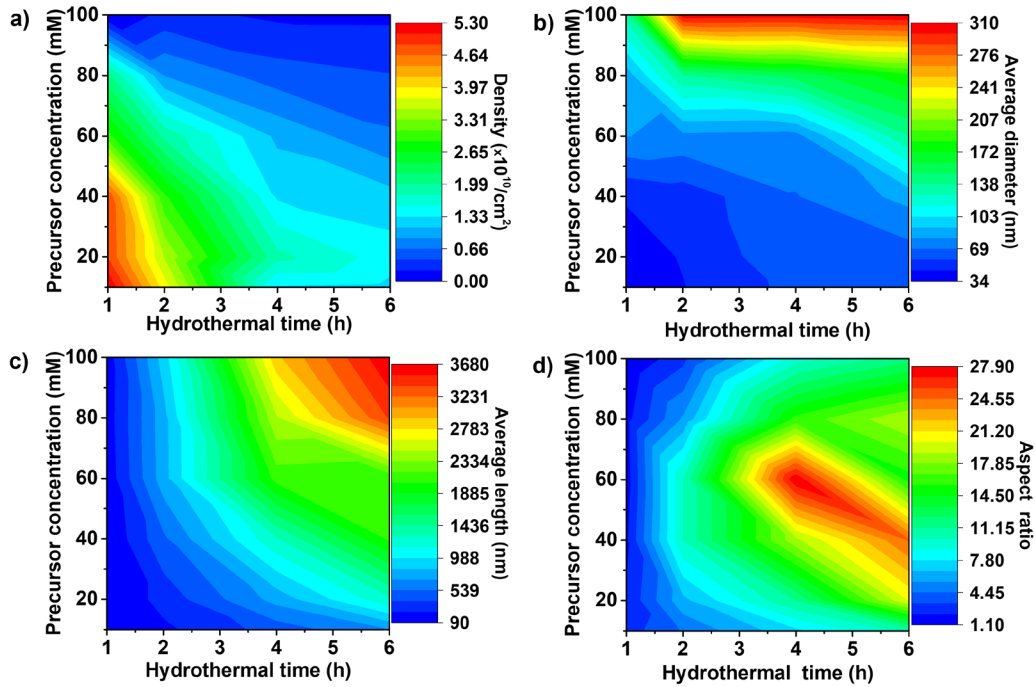 a)
Precursor concentration (mM)
100
80
60
40
20
1 2 3 4 5 6
Hydrothermal time (h)
5.30
4.64
3.97
3.31
2.65
1.99
1.33
0.66
0.00
Density (×10^10/cm^2)
b)
Precursor concentration (mM)
100
80
60
40
20
1 2 3 4 5 6
Hydrothermal time (h)
310
276
241
207
172
138
103
69
34
Average diameter (nm)
c)
Precursor concentration (mM)
100
80
60
40
20
1 2 3 4 5 6
Hydrothermal time (h)
3680
3231
2783
2334
1885
1436
988
539
90
Average length (nm)
d)
Precursor concentration (mM)
100
80
60
40
20
1 2 3 4 5 6
Hydrothermal time (h)
27.90
24.55
21.20
17.85
14.50
11.15
7.80
4.45
1.10
Aspect ratio